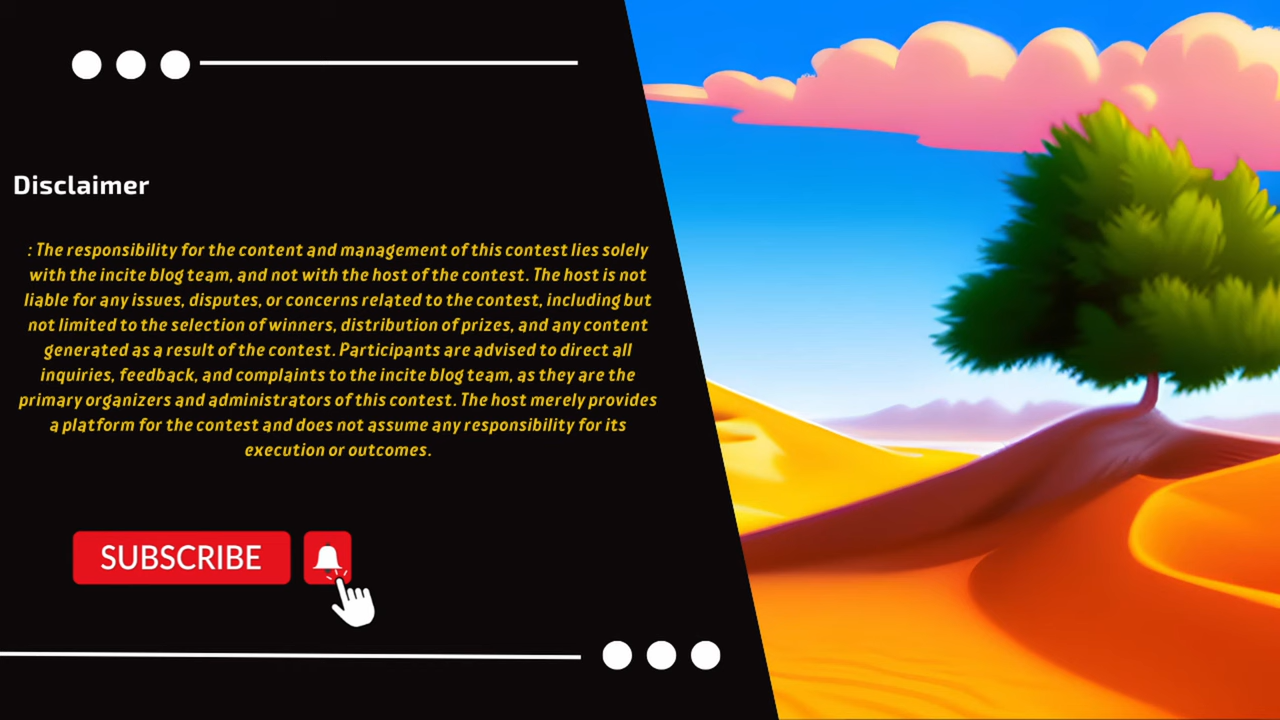 Disclaimer
: The responsibility for the content and management of this contest lies solely
with the incite blog team, and not with the host of the contest. The host is not
liable for any issues, disputes, or concerns related to the contest, including but
not limited to the selection of winners, distribution of prizes, and any content
generated as a result of the contest. Participants are advised to direct all
inquiries, feedback, and complaints to the incite blog team, as they are the
primary organizers and administrators of this contest. The host merely provides
a platform for the contest and does not assume any responsibility for its
execution or outcomes.
SUBSCRIBE